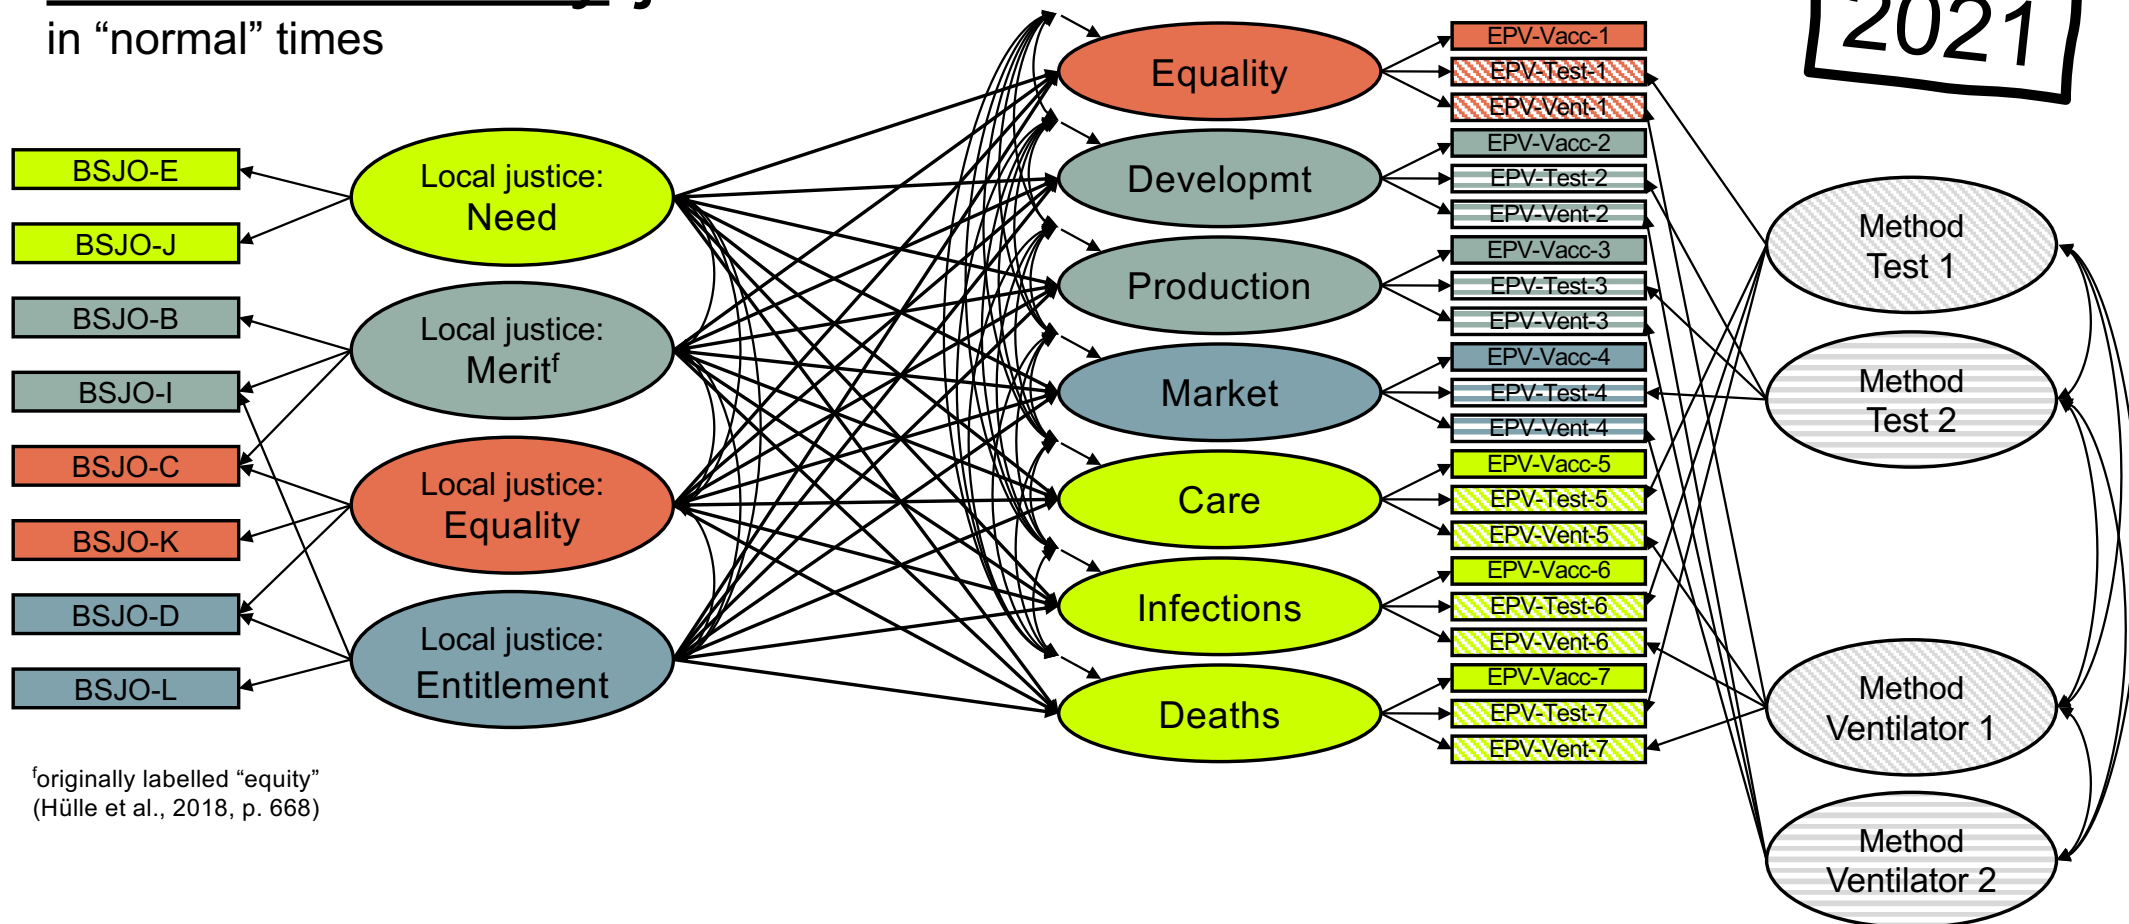 in “normal” times
2021
BSJO-E
BSJO-J
BSJO-B
BSJO-I
BSJO-C
BSJO-K
BSJO-D
BSJO-L
Local justice:
Need
Local justice:
Meritᶠ
Local justice:
Equality
Local justice:
Entitlement
ᶠoriginally labelled “equity”
(Hülle et al., 2018, p. 668)
Equality
Developmt
Production
Market
Care
Infections
Deaths
EPV-Vacc-1
EPV-Test-1
EPV-Vent-1
EPV-Vacc-2
EPV-Test-2
EPV-Vent-2
EPV-Vacc-3
EPV-Test-3
EPV-Vent-3
EPV-Vacc-4
EPV-Test-4
EPV-Vent-4
EPV-Vacc-5
EPV-Test-5
EPV-Vent-5
EPV-Vacc-6
EPV-Test-6
EPV-Vent-6
EPV-Vacc-7
EPV-Test-7
EPV-Vent-7
Method
Test 1
Method
Test 2
Method
Ventilator 1
Method
Ventilator 2